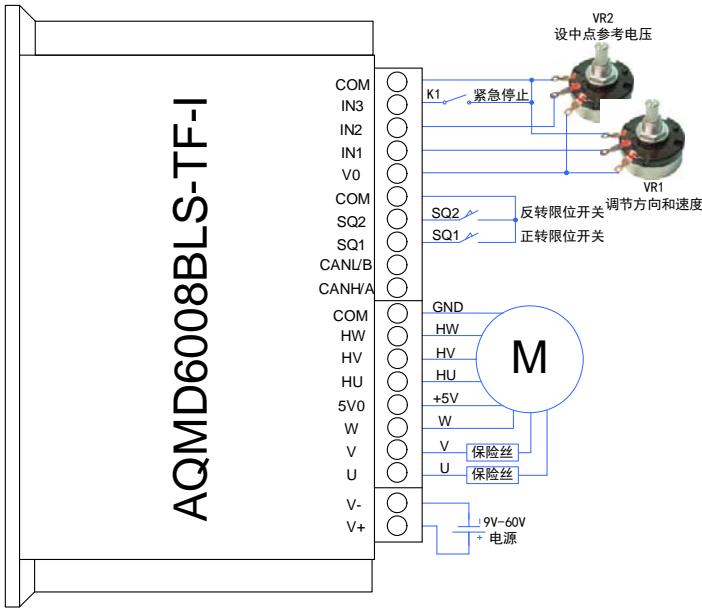 VR2
设中点参考电压
COM
K1
紧急停止
IN3
IN2
IN1
V0
VR1
调节方向和速度
COM
SQ2
SQ2
反转限位开关
SQ1
SQ1
正转限位开关
CANL/B
CANH/A
COM
GND
HW
HW
HV
HV
HU
HU
5V0
+5V
M
W
W
V
V
保险丝
U
U
保险丝
V-
V+
9V-60V
电源
+
AQMD6008BLS-TF-I